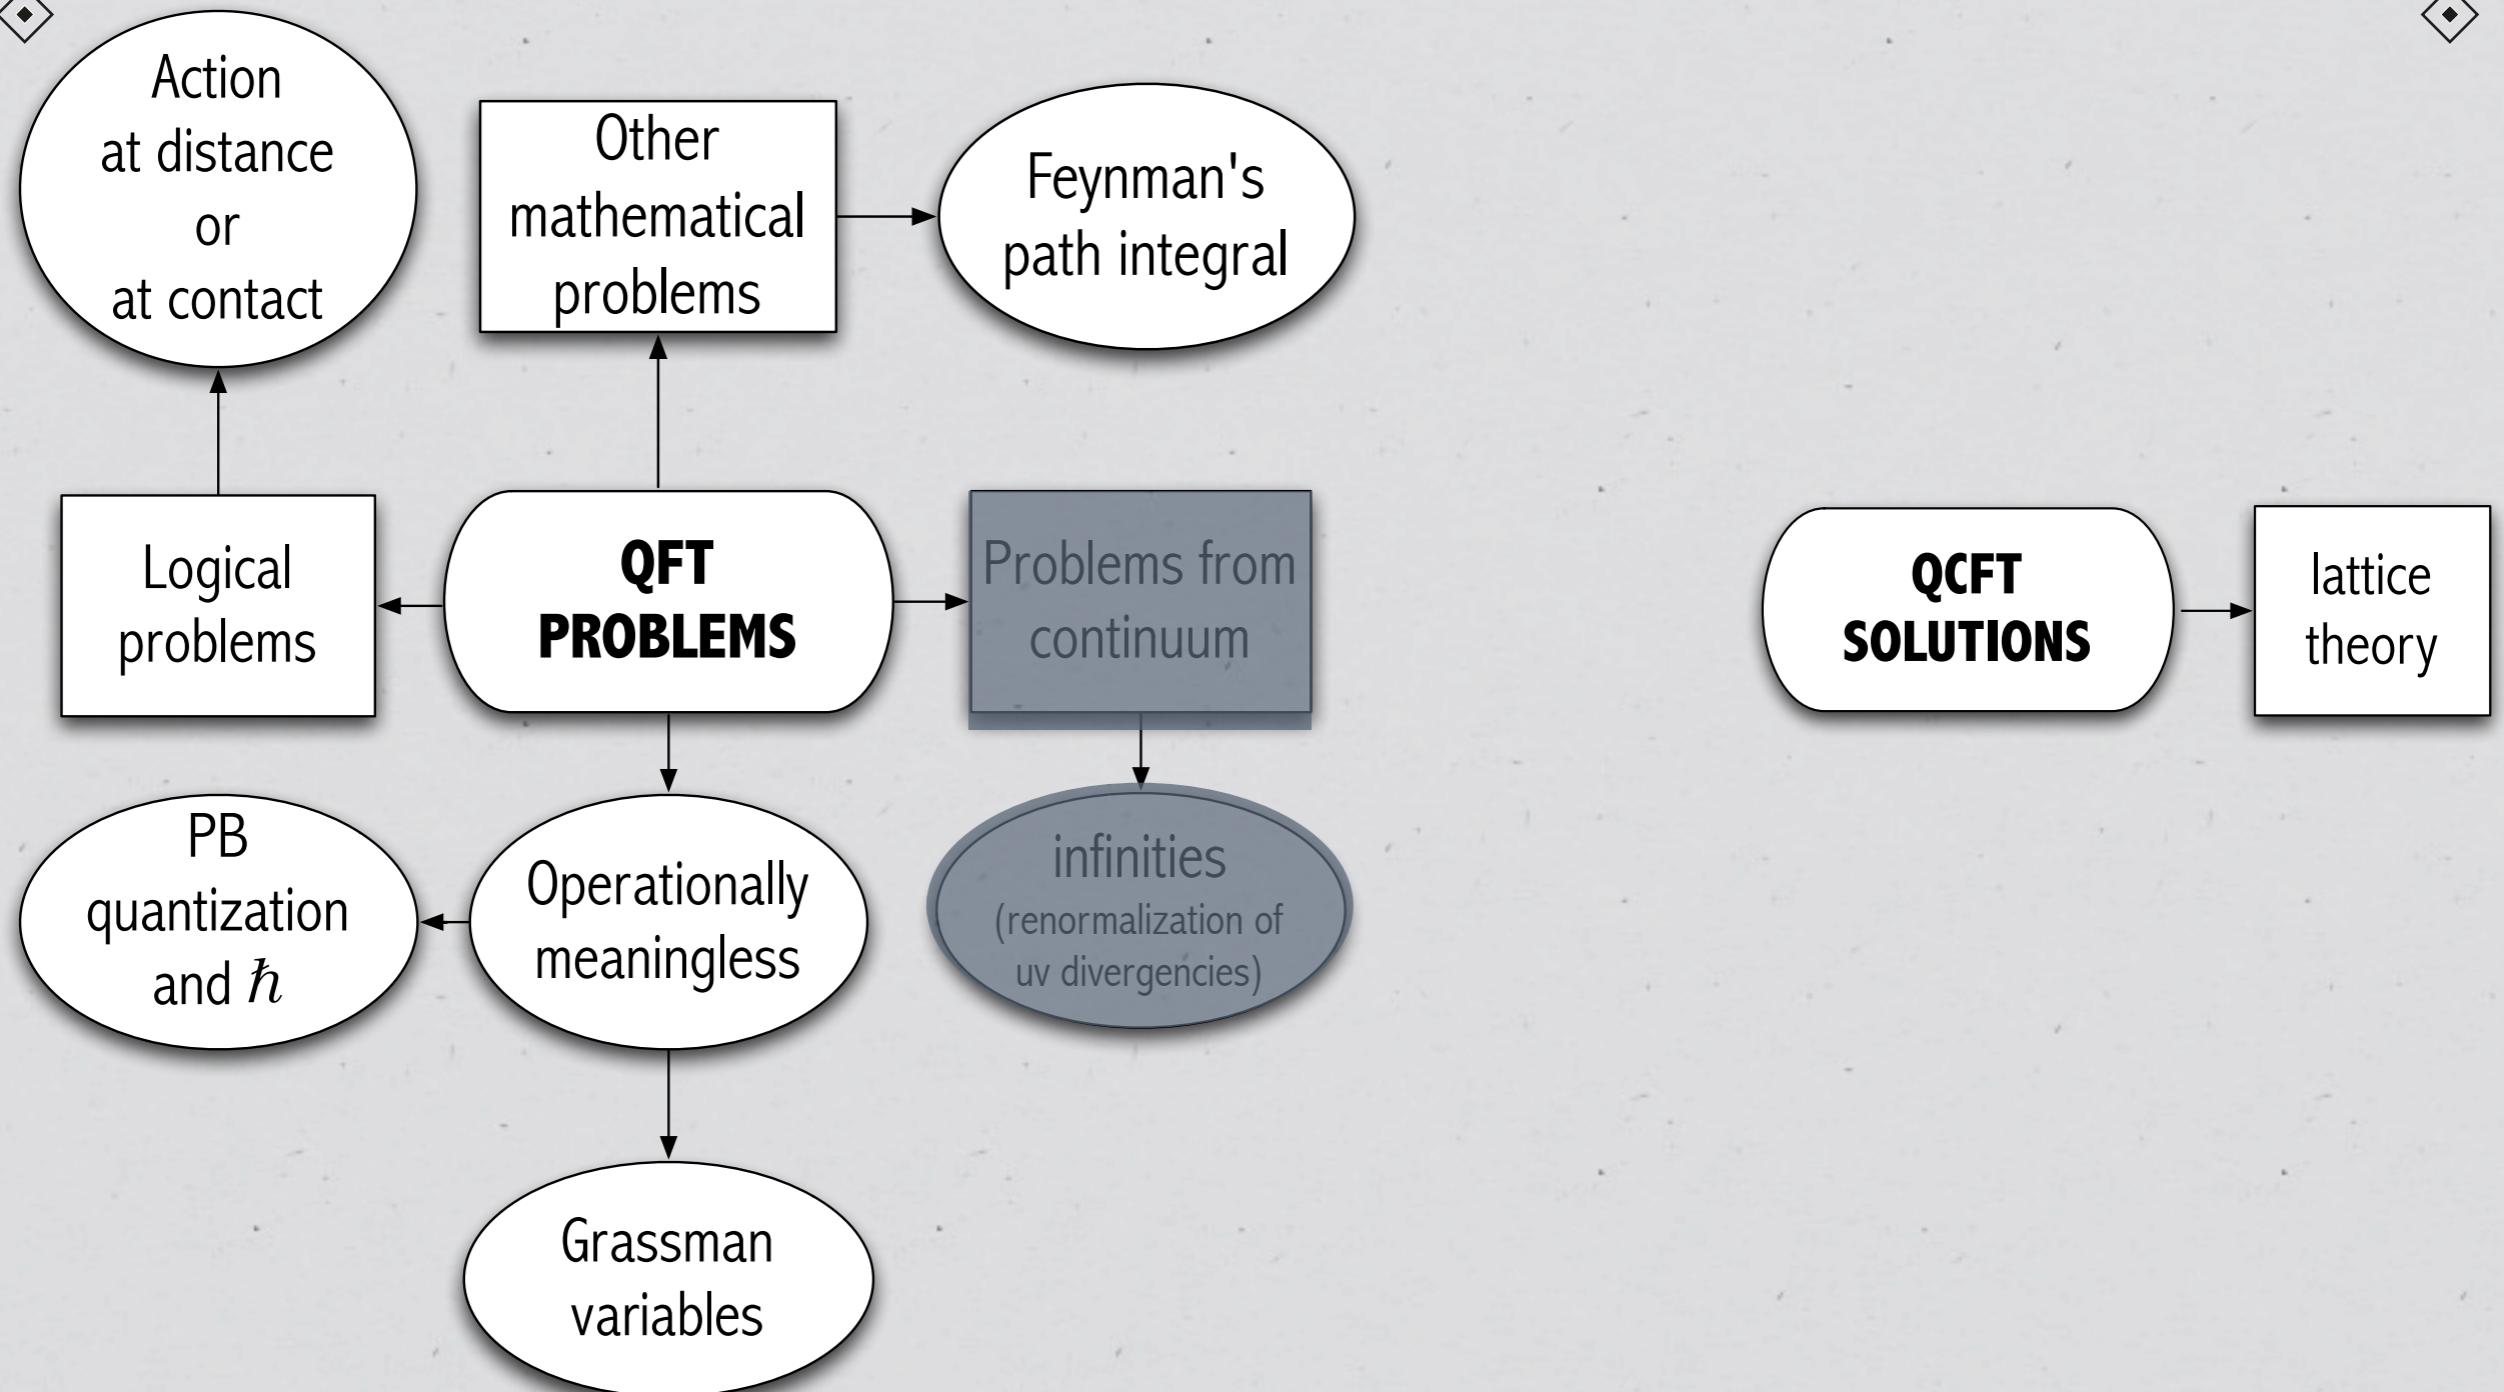 Action
at distance
or
at contact
Other
mathematical
problems
Feynman's
path integral
Logical
problems
QFT
PROBLEMS
Problems from
continuum
QCFT
SOLUTIONS
lattice
theory
PB
quantization
and ℏ
Operationally
meaningless
infinities
(renormalization of
uv divergencies)
Grassman
variables